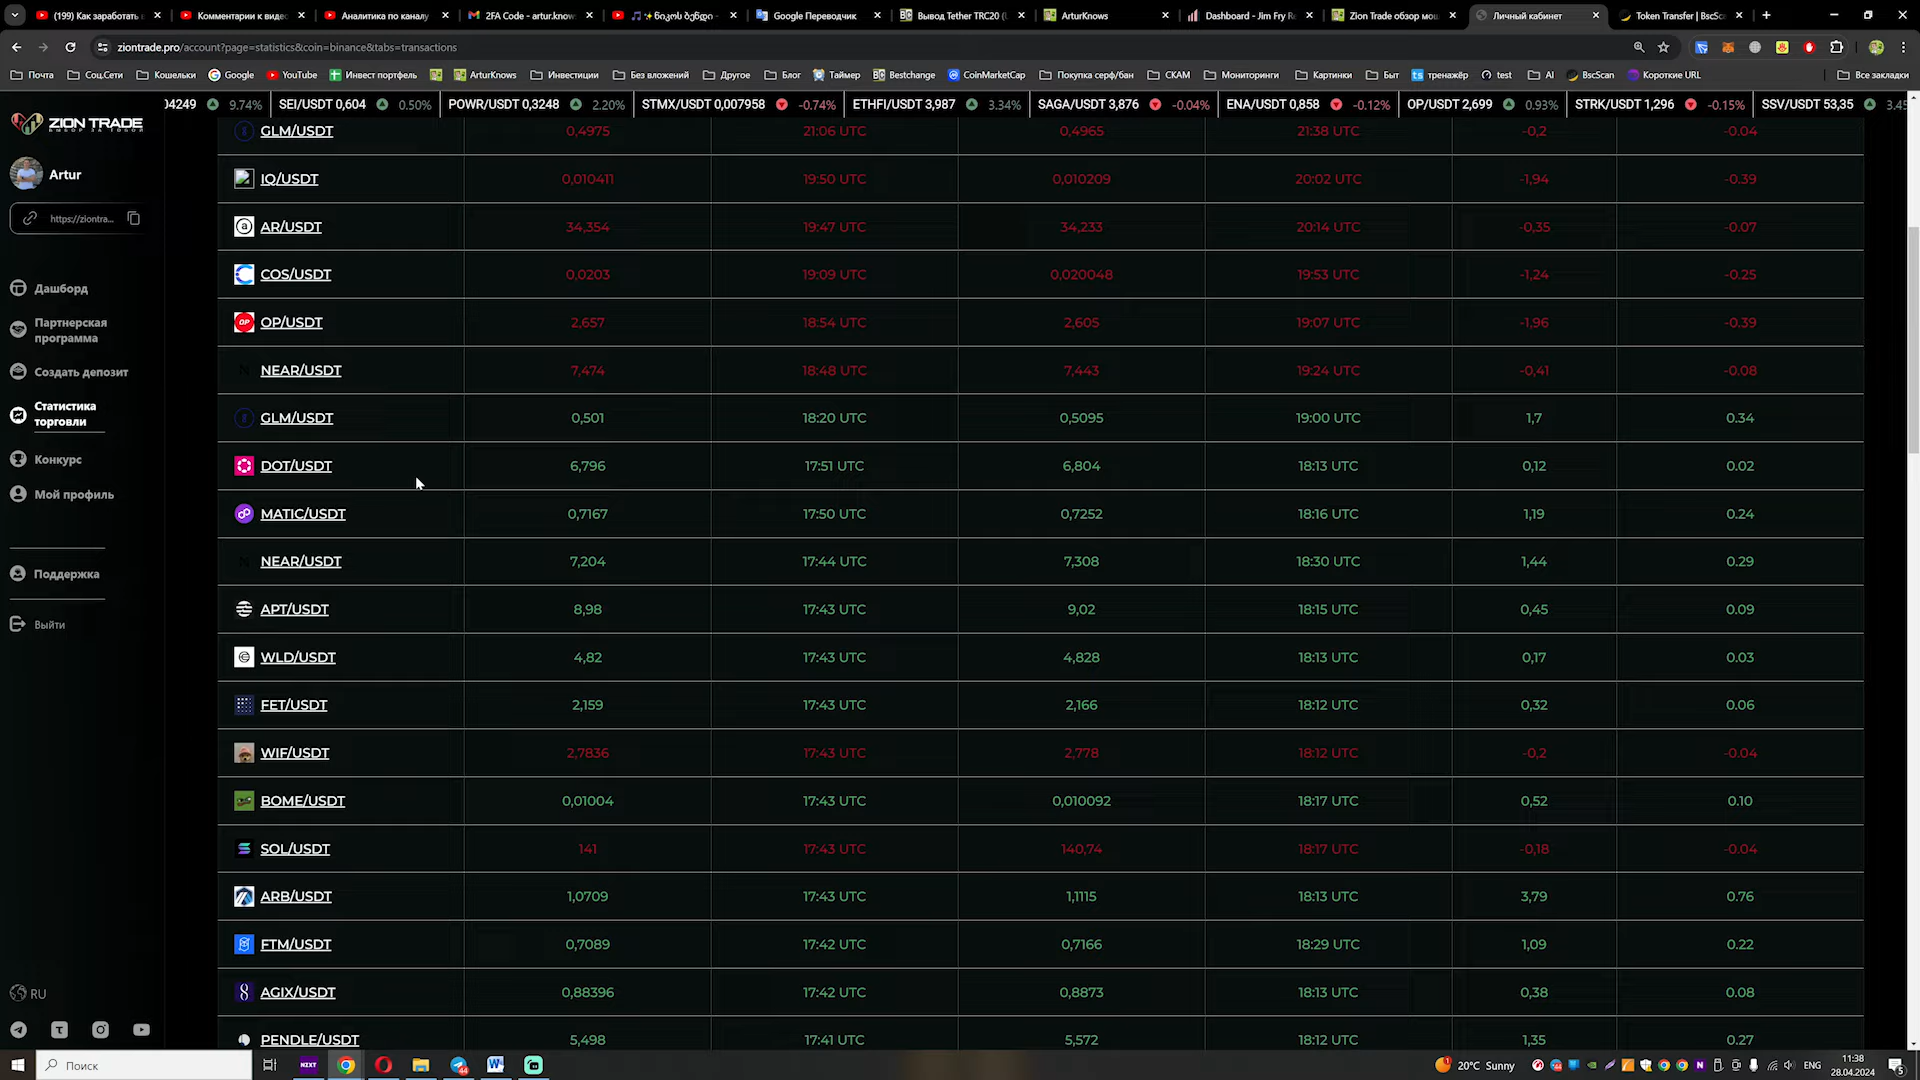 (199) Как заработать
Комментарии к виде
Аналитика по каналу
2FA Code - artur.know
Google Переводчик
Вывод Tether TRC20 (
ArturKnows
Dashboard - Jim Fry R
Zion Trade обзор мо
Личный кабинет
Token Transfer | BscSc
ziontrade.pro/account?page=statistics&coin=binance&tabs=transactions
Почта
Соц.Сети
Кошельки
Google
YouTube
Инвест портфель
ArturKnows
Инвестиции
Без вложений
Другое
Блог
Таймер
Bestchange
CoinMarketCap
Покупка серф/бан
СКАМ
Мониторинги
Картинки
Быт
тренажёр
test
AI
BscScan
Короткие URL
Все закладки
04249 9.74% SEI/USDT 0,604 0.50% POWR/USDT 0,3248 2.20% STMX/USDT 0,007958 -0.74% ETHFI/USDT 3,987 3.34% SAGA/USDT 3,876 -0.04% ENA/USDT 0,858 -0.12% OP/USDT 2,699 0.93% STRK/USDT 1,296 -0.15% SSV/USDT 53,35 3.45
ZION TRADE
ВЫБОР ЗА ТОБОЙ
Artur
https://ziontra...
Дашборд
Партнерская
программа
Создать депозит
Статистика
торговли
Конкурс
Мой профиль
Поддержка
Выйти
RU
GLM/USDT 0,4975 21:06 UTC 0,4965 21:38 UTC -0,2 -0.04
IQ/USDT 0,010411 19:50 UTC 0,010209 20:02 UTC -1,94 -0.39
AR/USDT 34,354 19:47 UTC 34,233 20:14 UTC -0,35 -0.07
COS/USDT 0,0203 19:09 UTC 0,020048 19:53 UTC -1,24 -0.25
OP/USDT 2,657 18:54 UTC 2,605 19:07 UTC -1,96 -0.39
NEAR/USDT 7,474 18:48 UTC 7,443 19:24 UTC -0,41 -0.08
GLM/USDT 0,501 18:20 UTC 0,5095 19:00 UTC 1,7 0.34
DOT/USDT 6,796 17:51 UTC 6,804 18:13 UTC 0,12 0.02
MATIC/USDT 0,7167 17:50 UTC 0,7252 18:16 UTC 1,19 0.24
NEAR/USDT 7,204 17:44 UTC 7,308 18:30 UTC 1,44 0.29
APT/USDT 8,98 17:43 UTC 9,02 18:15 UTC 0,45 0.09
WLD/USDT 4,82 17:43 UTC 4,828 18:13 UTC 0,17 0.03
FET/USDT 2,159 17:43 UTC 2,166 18:12 UTC 0,32 0.06
WIF/USDT 2,7836 17:43 UTC 2,778 18:12 UTC -0,2 -0.04
BOME/USDT 0,01004 17:43 UTC 0,010092 18:17 UTC 0,52 0.10
SOL/USDT 141 17:43 UTC 140,74 18:17 UTC -0,18 -0.04
ARB/USDT 1,0709 17:43 UTC 1,1115 18:13 UTC 3,79 0.76
FTM/USDT 0,7089 17:42 UTC 0,7166 18:29 UTC 1,09 0.22
AGIX/USDT 0,88396 17:42 UTC 0,8873 18:13 UTC 0,38 0.08
PENDLE/USDT 5,498 17:41 UTC 5,572 18:12 UTC 1,35 0.27
Поиск
20°C Sunny
ENG
11:38
28.04.2024